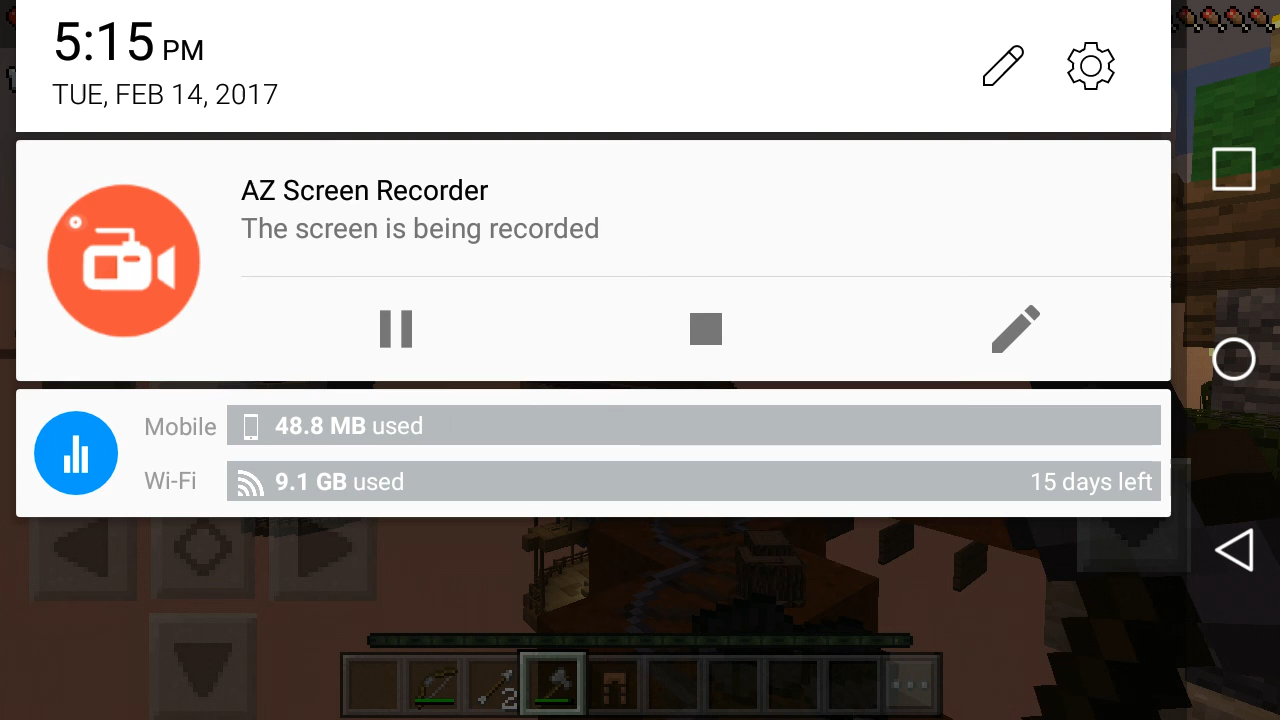 5:15 PM
TUE, FEB 14, 2017
AZ Screen Recorder
The screen is being recorded
Mobile 48.8 MB used
Wi-Fi 9.1 GB used 15 days left
2